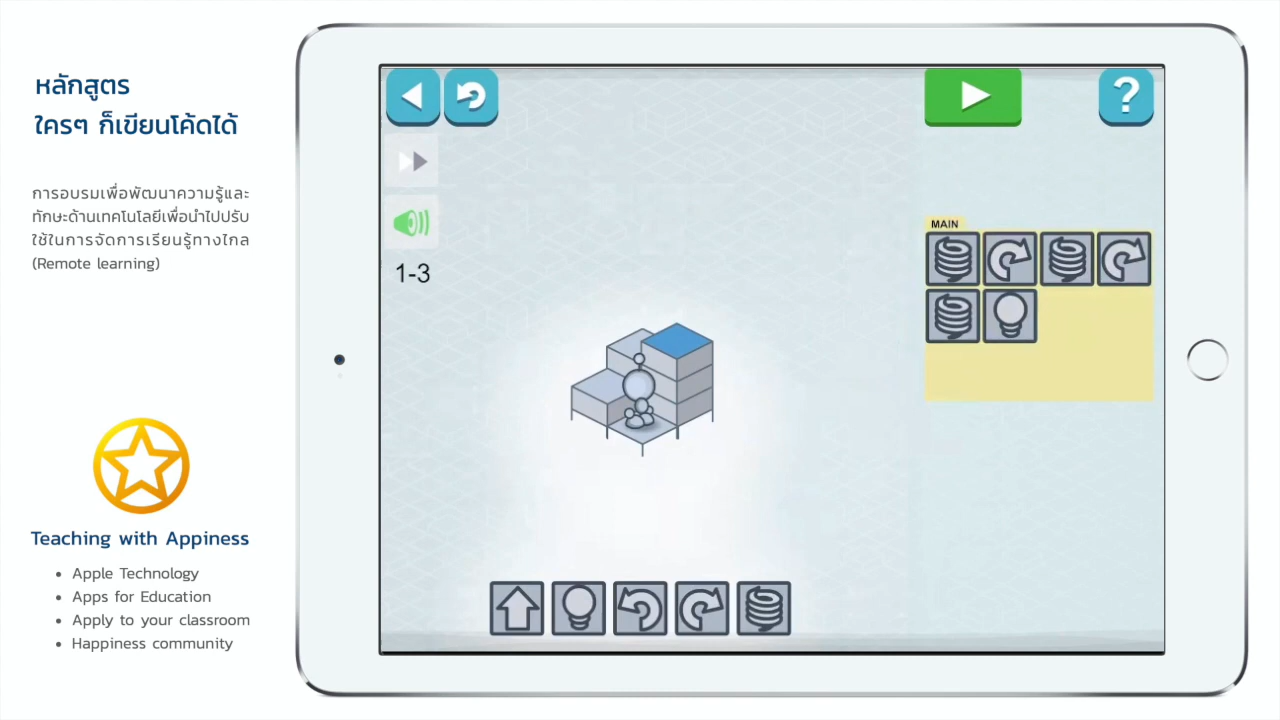 หลักสูตร
ใครๆ ก็เขียนโค้ดได้
การอบรมเพื่อพัฒนาความรู้และ
ทักษะด้านเทคโนโลยีเพื่อนำไปปรับ
ใช้ในการจัดการเรียนรู้ทางไกล
(Remote learning)
Teaching with Appiness
• Apple Technology
• Apps for Education
• Apply to your classroom
• Happiness community
?
1-3
MAIN